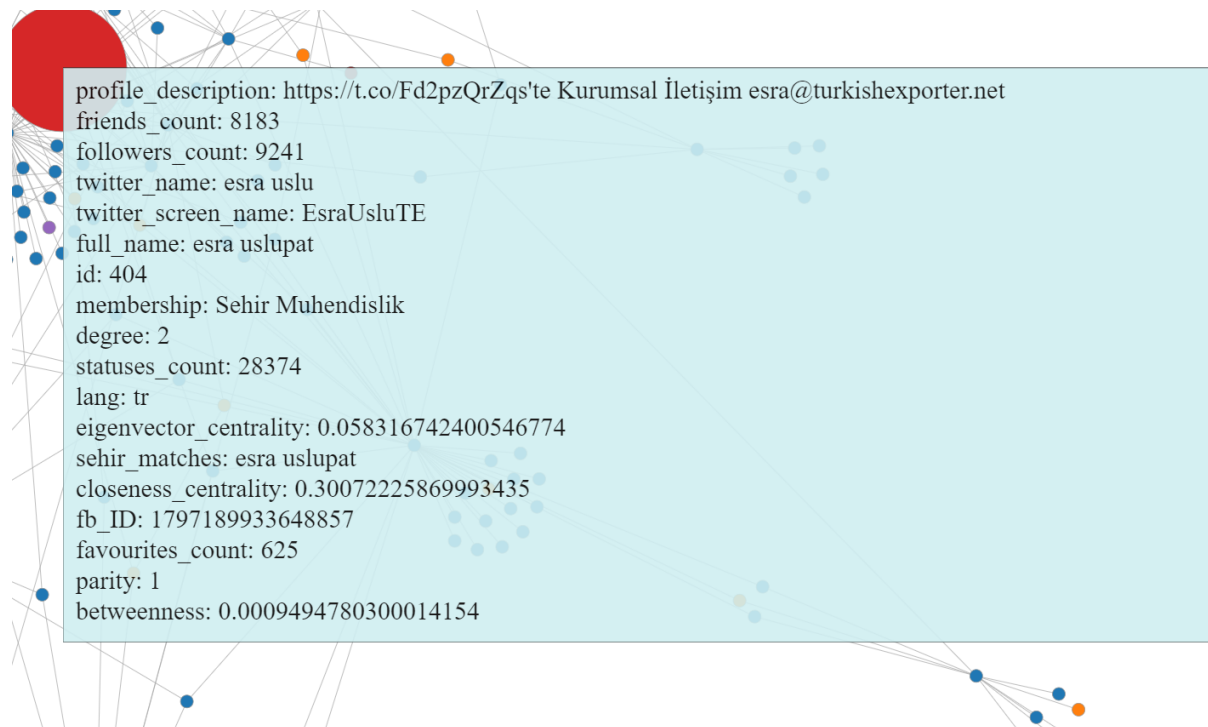 profile_description: https://t.co/Fd2pzQrZqs'te Kurumsal İletişim esra@turkishexporter.net
friends_count: 8183
followers_count: 9241
twitter_name: esra uslu
twitter_screen_name: EsraUsluTE
full_name: esra uslupat
id: 404
membership: Sehir Muhendislik
degree: 2
statuses_count: 28374
lang: tr
eigenvector_centrality: 0.058316742400546774
sehir_matches: esra uslupat
closeness_centrality: 0.30072225869993435
fb_ID: 1797189933648857
favourites_count: 625
parity: 1
betweenness: 0.0009494780300014154